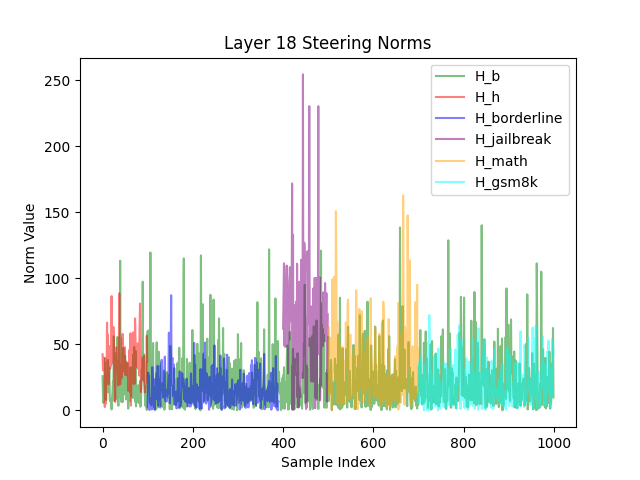 Layer 18 Steering Norms
H_b
H_h
H_borderline
H_jailbreak
H_math
H_gsm8k
Norm Value
250
200
150
100
50
0
0 200 400 600 800 1000
Sample Index